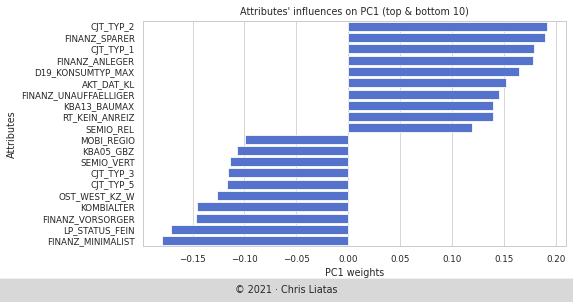 Attributes' influences on PC1 (top & bottom 10)
Attributes
CJT_TYP_2
FINANZ_SPARER
CJT_TYP_1
FINANZ_ANLEGER
D19_KONSUMTYP_MAX
AKT_DAT_KL
FINANZ_UNAUFFAELLIGER
KBA13_BAUMAX
RT_KEIN_ANREIZ
SEMIO_REL
MOBI_REGIO
KBA05_GBZ
SEMIO_VERT
CJT_TYP_3
CJT_TYP_5
OST_WEST_KZ_W
KOMBIALTER
FINANZ_VORSORGER
LP_STATUS_FEIN
FINANZ_MINIMALIST
−0.15 −0.10 −0.05 0.00 0.05 0.10 0.15 0.20
PC1 weights
© 2021 · Chris Liatas